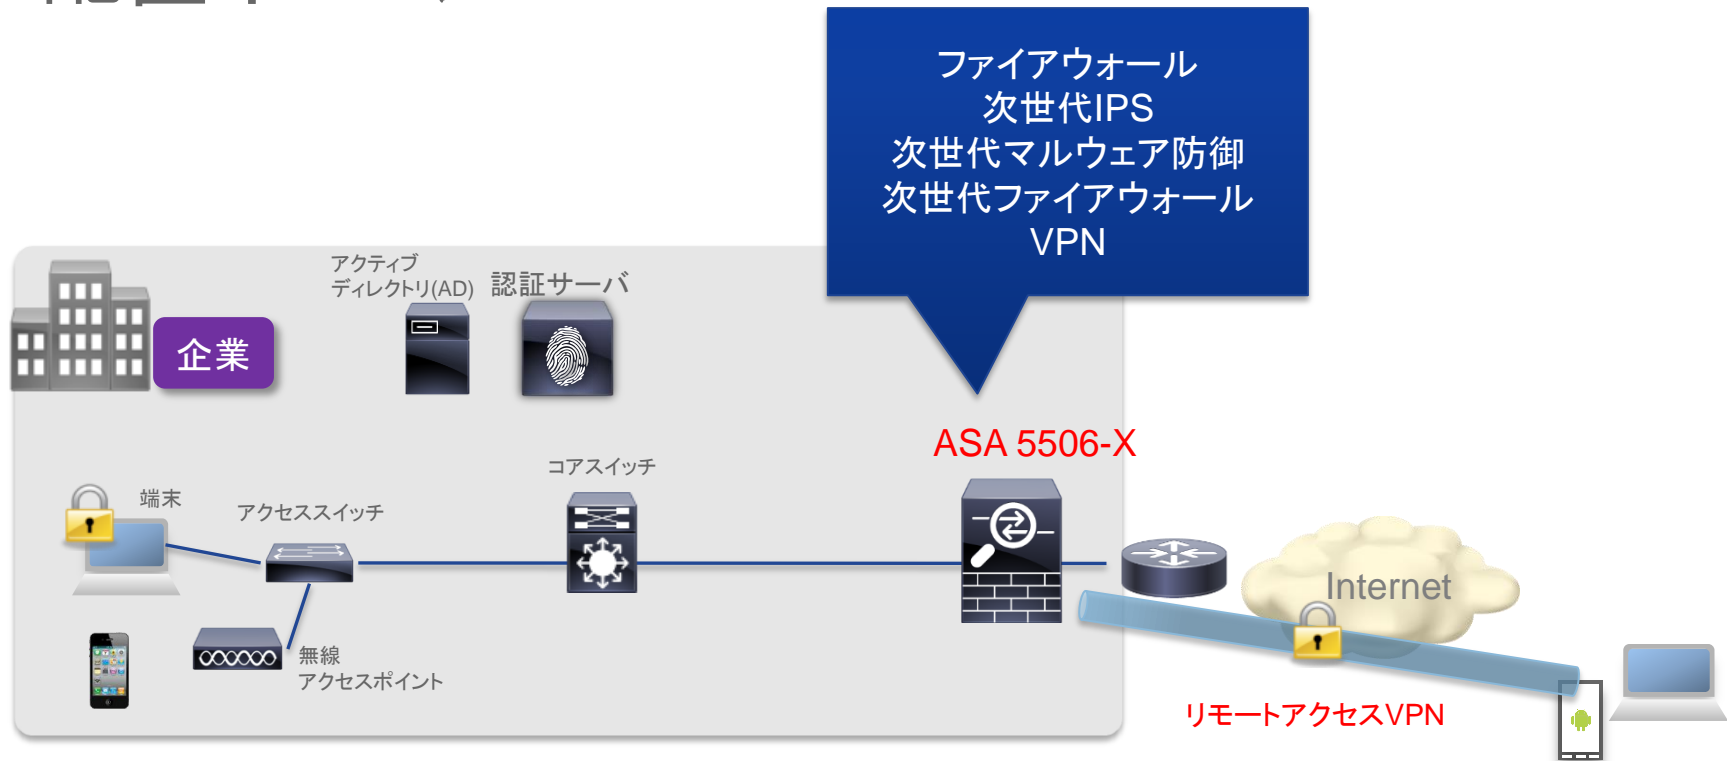 ファイアウォール
次世代IPS
次世代マルウェア防御
次世代ファイアウォール
VPN
アクティブ
ディレクトリ(AD)
認証サーバ
企業
ASA 5506-X
コアスイッチ
端末
アクセススイッチ
Internet
無線
アクセスポイント
リモートアクセスVPN